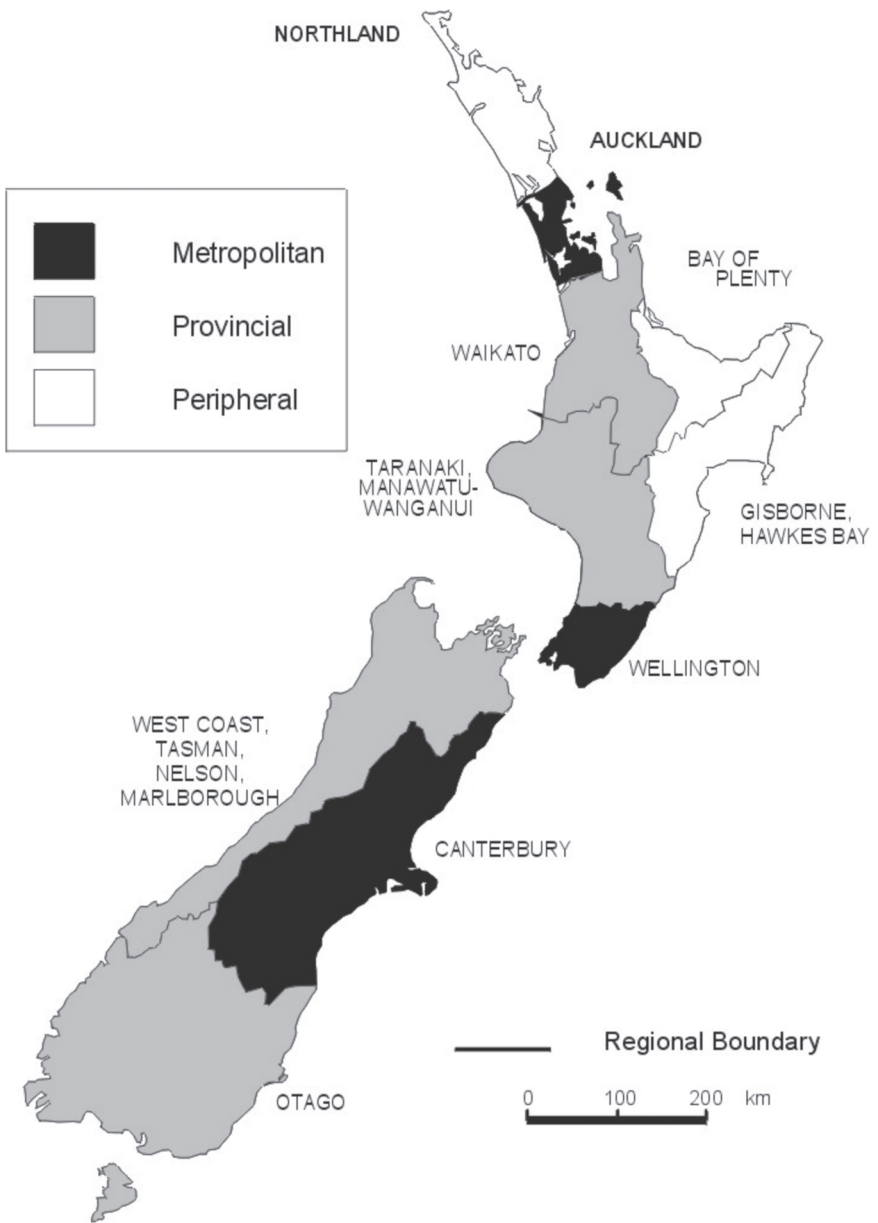 NORTHLAND
AUCKLAND
Metropolitan
Provincial
Peripheral
BAY OF
PLENTY
WAIKATO
TARANAKI,
MANAWATU-
WANGANUI
GISBORNE,
HAWKES BAY
WELLINGTON
WEST COAST,
TASMAN,
NELSON,
MARLBOROUGH
CANTERBURY
Regional Boundary
0 100 200 km
OTAGO